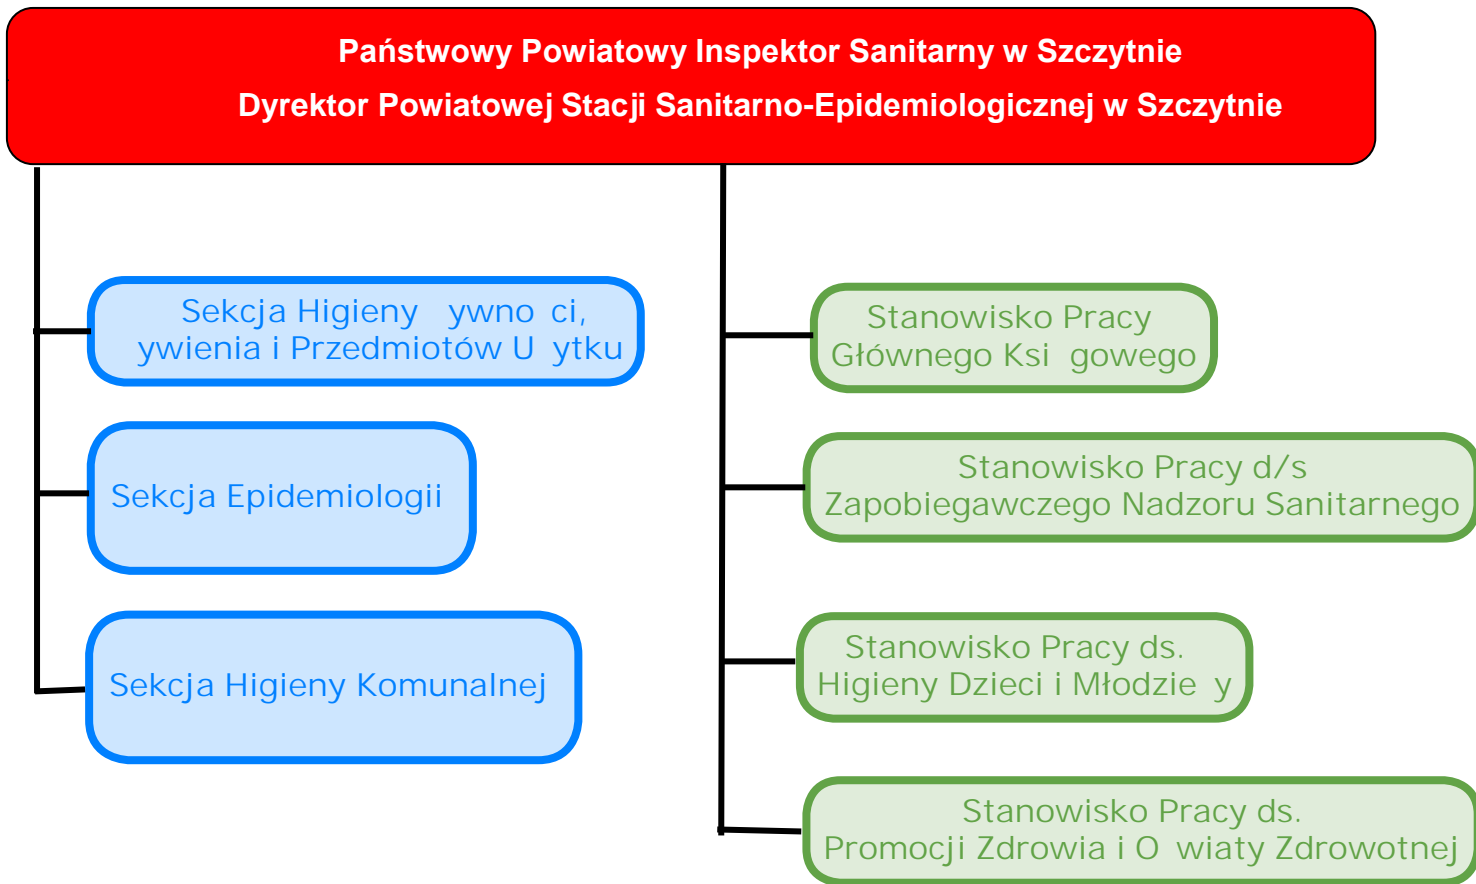 Państwowy Powiatowy Inspektor Sanitarny w Szczytnie
Dyrektor Powiatowej Stacji Sanitarno-Epidemiologicznej w Szczytnie
Sekcja Higieny ywno ci,
ywienia i Przedmiotów U ytku
Sekcja Epidemiologii
Sekcja Higieny Komunalnej
Stanowisko Pracy
Głównego Ksi gowego
Stanowisko Pracy d/s
Zapobiegawczego Nadzoru Sanitarnego
Stanowisko Pracy ds.
Higieny Dzieci i Młodzie y
Stanowisko Pracy ds.
Promocji Zdrowia i O wiaty Zdrowotnej